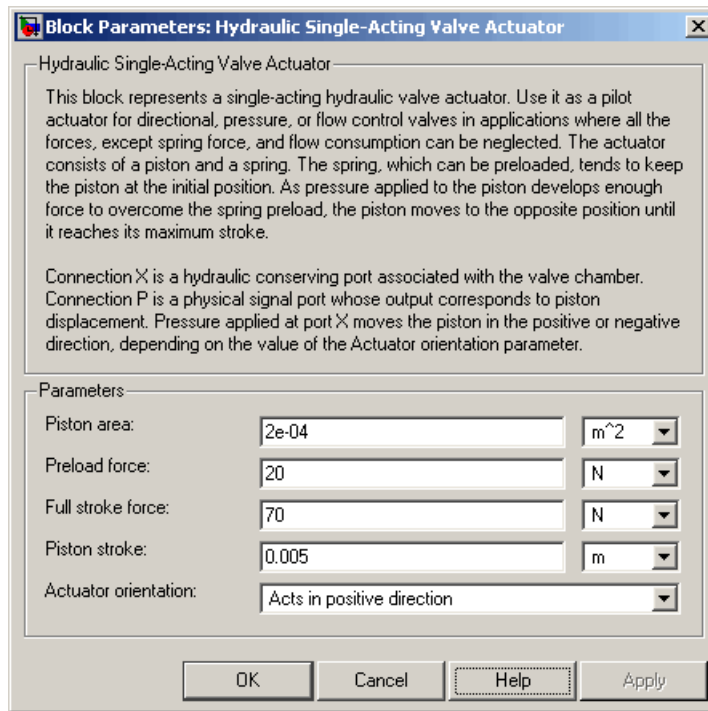 Block Parameters: Hydraulic Single-Acting Valve Actuator
Hydraulic Single-Acting Valve Actuator
This block represents a single-acting hydraulic valve actuator. Use it as a pilot
actuator for directional, pressure, or flow control valves in applications where all the
forces, except spring force, and flow consumption can be neglected. The actuator
consists of a piston and a spring. The spring, which can be preloaded, tends to keep
the piston at the initial position. As pressure applied to the piston develops enough
force to overcome the spring preload, the piston moves to the opposite position until
it reaches its maximum stroke.
Connection X is a hydraulic conserving port associated with the valve chamber.
Connection P is a physical signal port whose output corresponds to piston
displacement. Pressure applied at port X moves the piston in the positive or negative
direction, depending on the value of the Actuator orientation parameter.
Parameters
Piston area: 2e-04 m^2
Preload force: 20 N
Full stroke force: 70 N
Piston stroke: 0.005 m
Actuator orientation: Acts in positive direction
OK Cancel Help Apply